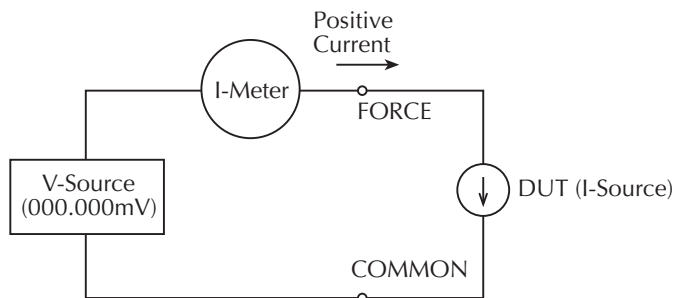 Positive
Current
I-Meter
FORCE
V-Source
(000.000mV)
DUT (I-Source)
COMMON